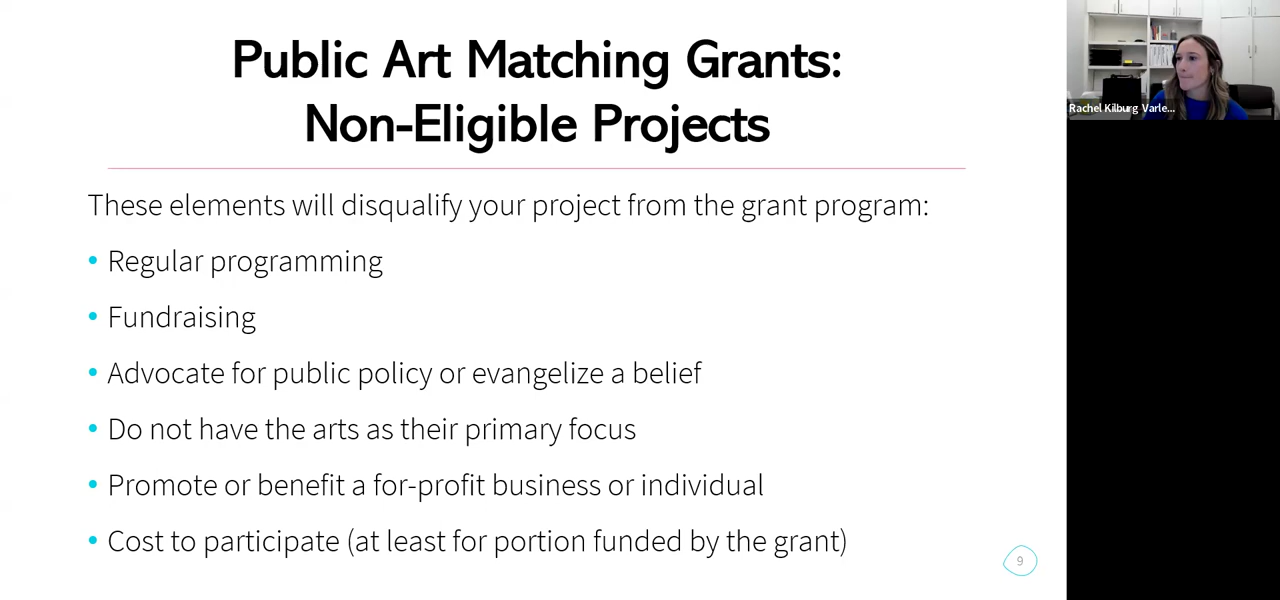 Public Art Matching Grants:
Non-Eligible Projects
These elements will disqualify your project from the grant program:
• Regular programming
• Fundraising
• Advocate for public policy or evangelize a belief
• Do not have the arts as their primary focus
• Promote or benefit a for-profit business or individual
• Cost to participate (at least for portion funded by the grant)
9
Rachel Kilburg Varle...